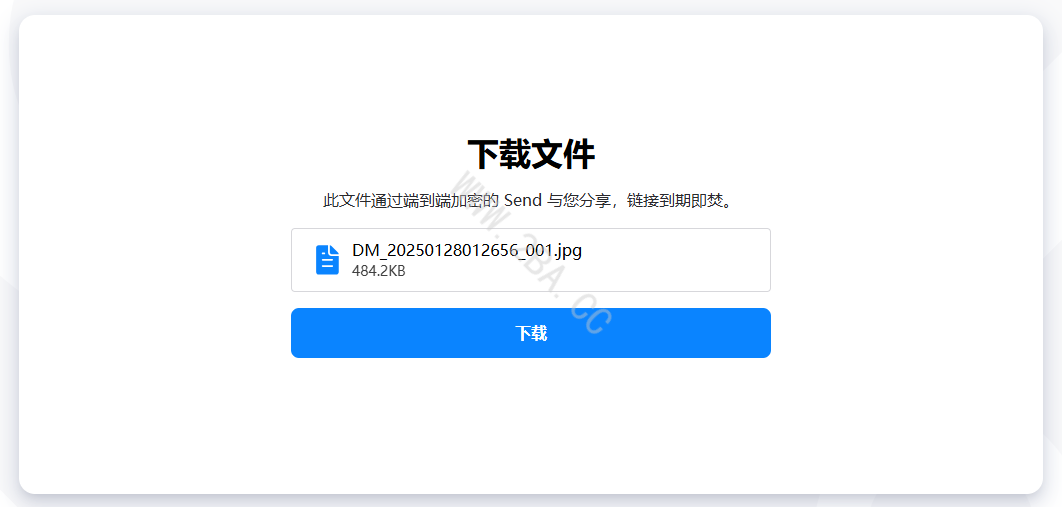 下载文件
此文件通过端到端加密的 Send 与您分享，链接到期即焚。
DM_20250128012656_001.jpg
484.2KB
下载
WWW.2BA.CC